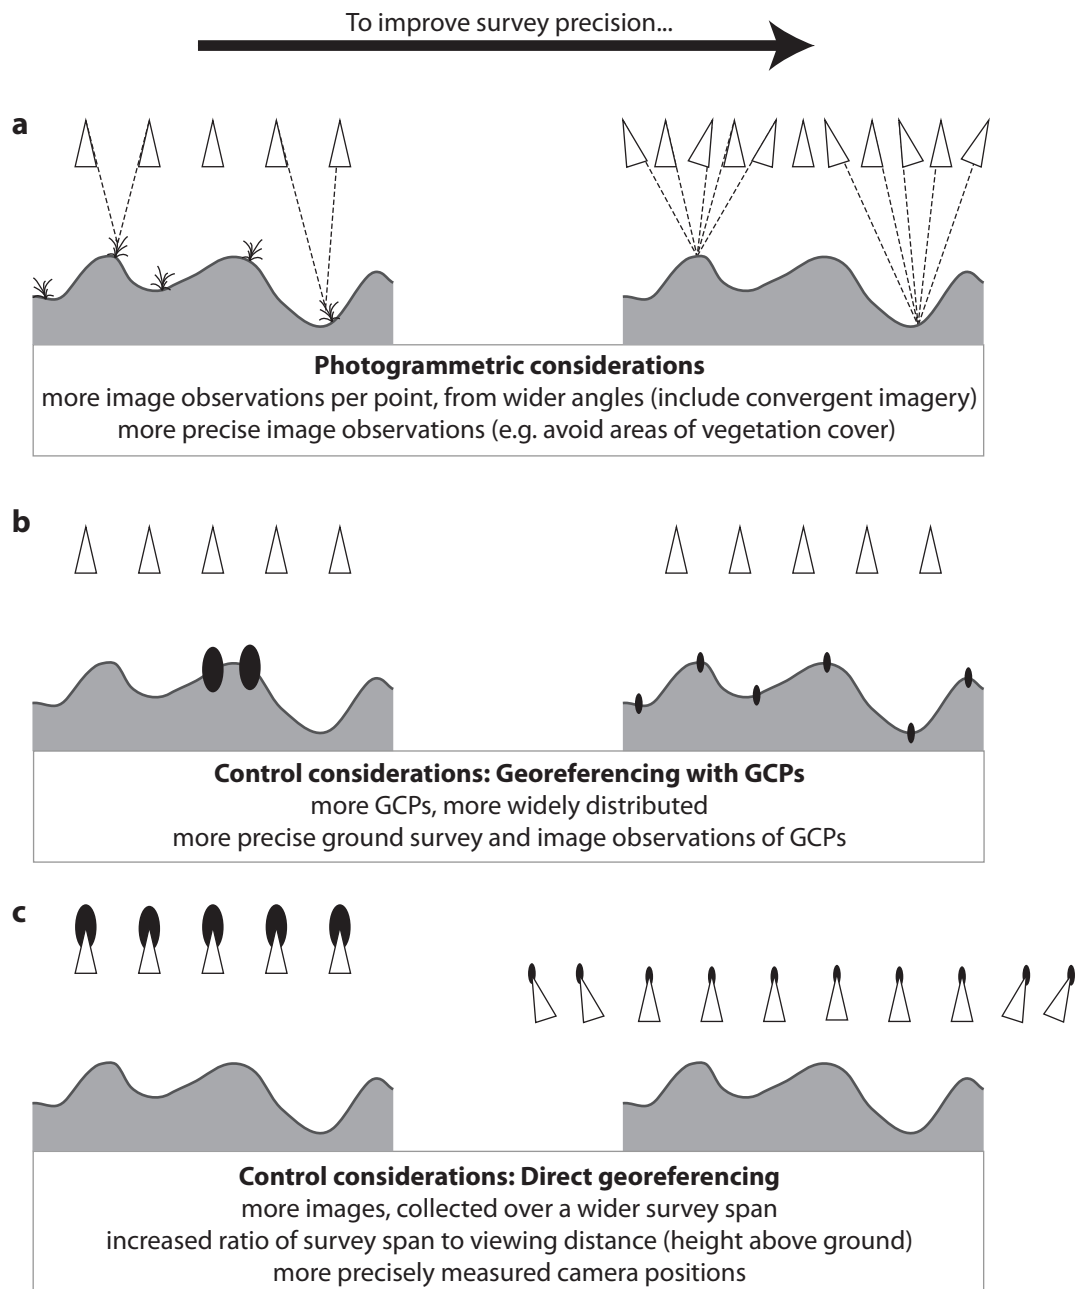 To improve survey precision...
a
Photogrammetric considerations
more image observations per point, from wider angles (include convergent imagery)
more precise image observations (e.g. avoid areas of vegetation cover)
b
Control considerations: Georeferencing with GCPs
more GCPs, more widely distributed
more precise ground survey and image observations of GCPs
c
Control considerations: Direct georeferencing
more images, collected over a wider survey span
increased ratio of survey span to viewing distance (height above ground)
more precisely measured camera positions